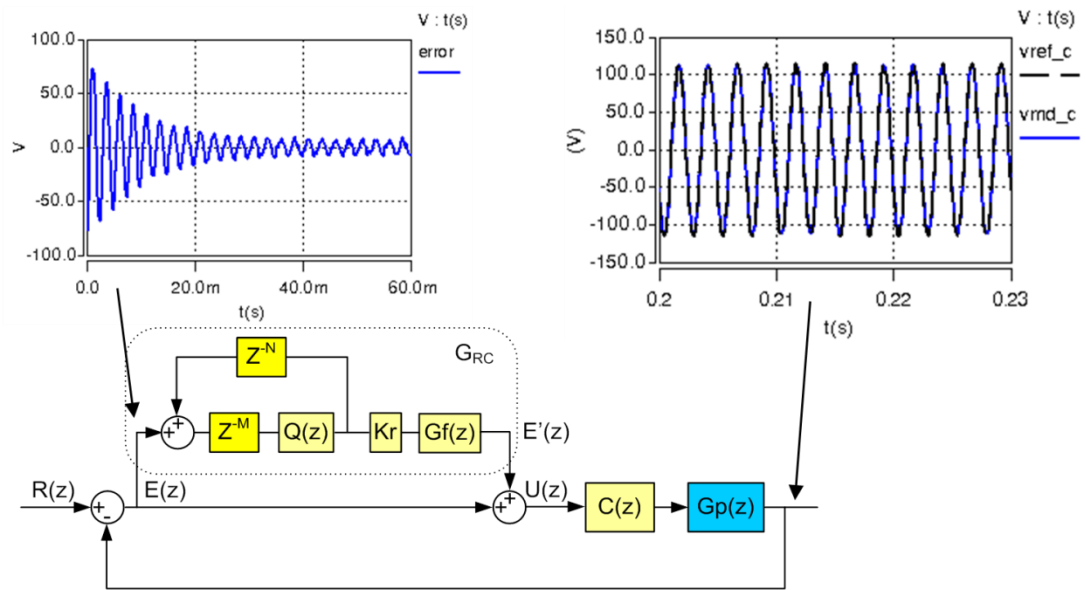 V : t(s)
error
100.0
50.0
0.0
-50.0
-100.0
V
0.0
20.0m
40.0m
60.0m
t(s)
V : t(s)
vref_c
vmd_c
150.0
100.0
50.0
0.0
-50.0
-100.0
-150.0
(V)
0.2
0.21
0.22
0.23
t(s)
Z-N
GRC
+
+
Z-M
Q(z)
Kr
Gf(z)
E'(z)
R(z)
+
-
E(z)
+
+
U(z)
C(z)
Gp(z)